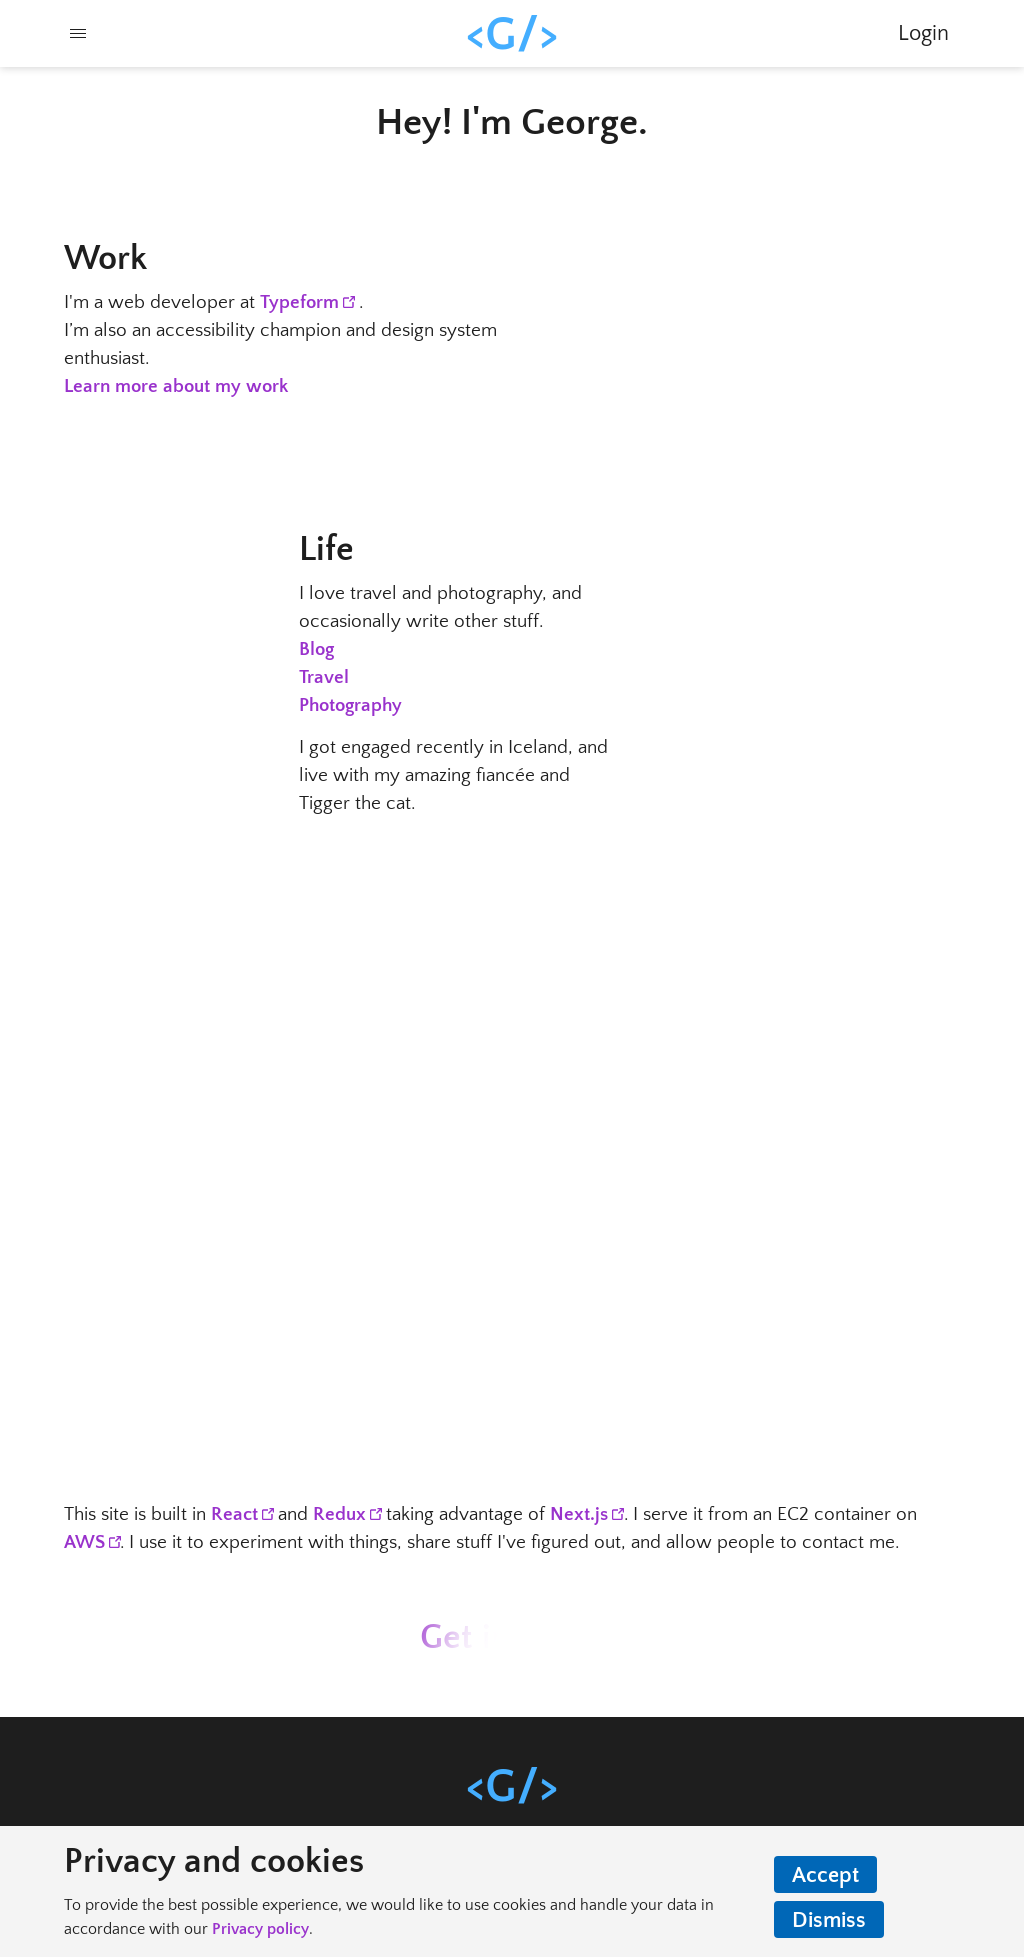 <G/>
Login
Hey! I'm George.
Work
I'm a web developer at Typeform .
I’m also an accessibility champion and design system
enthusiast.
Learn more about my work
Life
I love travel and photography, and
occasionally write other stuff.
Blog
Travel
Photography
I got engaged recently in Iceland, and
live with my amazing fiancée and
Tigger the cat.
This site is built in React and Redux taking advantage of Next.js. I serve it from an EC2 container on
AWS. I use it to experiment with things, share stuff I've figured out, and allow people to contact me.
Get
<G/>
Privacy and cookies
To provide the best possible experience, we would like to use cookies and handle your data in
accordance with our Privacy policy.
Accept
Dismiss